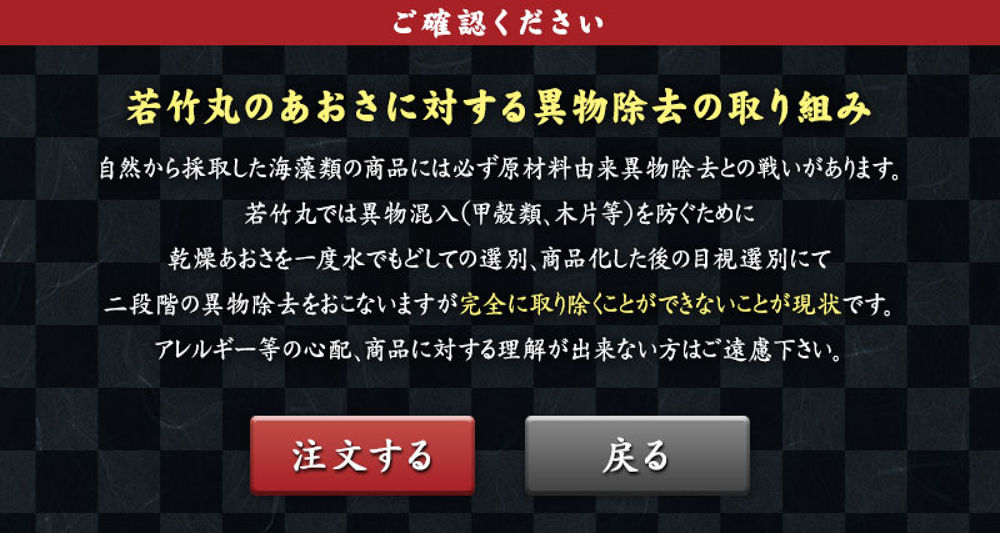 ご確認ください
若竹丸のあおさに対する異物除去の取り組み
自然から採取した海藻類の商品には必ず原材料由来異物除去との戦いがあります。
若竹丸では異物混入(甲殻類、木片等)を防ぐために
乾燥あおさを一度水でもどしての選別、商品化した後の目視選別にて
二段階の異物除去をおこないますが完全に取り除くことができないことが現状です。
アレルギー等の心配、商品に対する理解が出来ない方はご遠慮下さい。
注文する
戻る